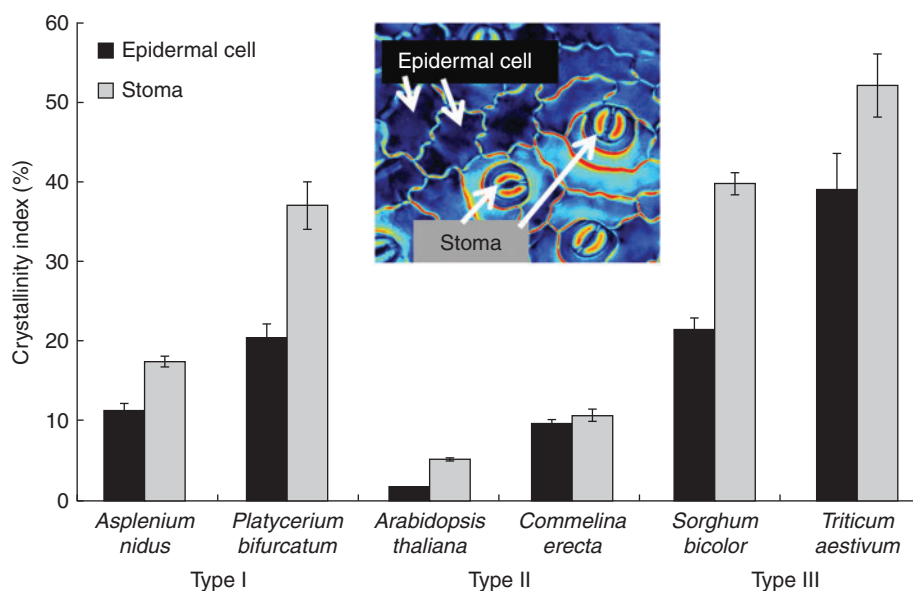 60
50
40
30
20
10
0
Crystallinity index (%)
Epidermal cell
Stoma
Epidermal cell
Stoma
Asplenium
nidus
Platycerium
bifurcatum
Arabidopsis
thaliana
Commelina
erecta
Sorghum
bicolor
Triticum
aestivum
Type I
Type II
Type III